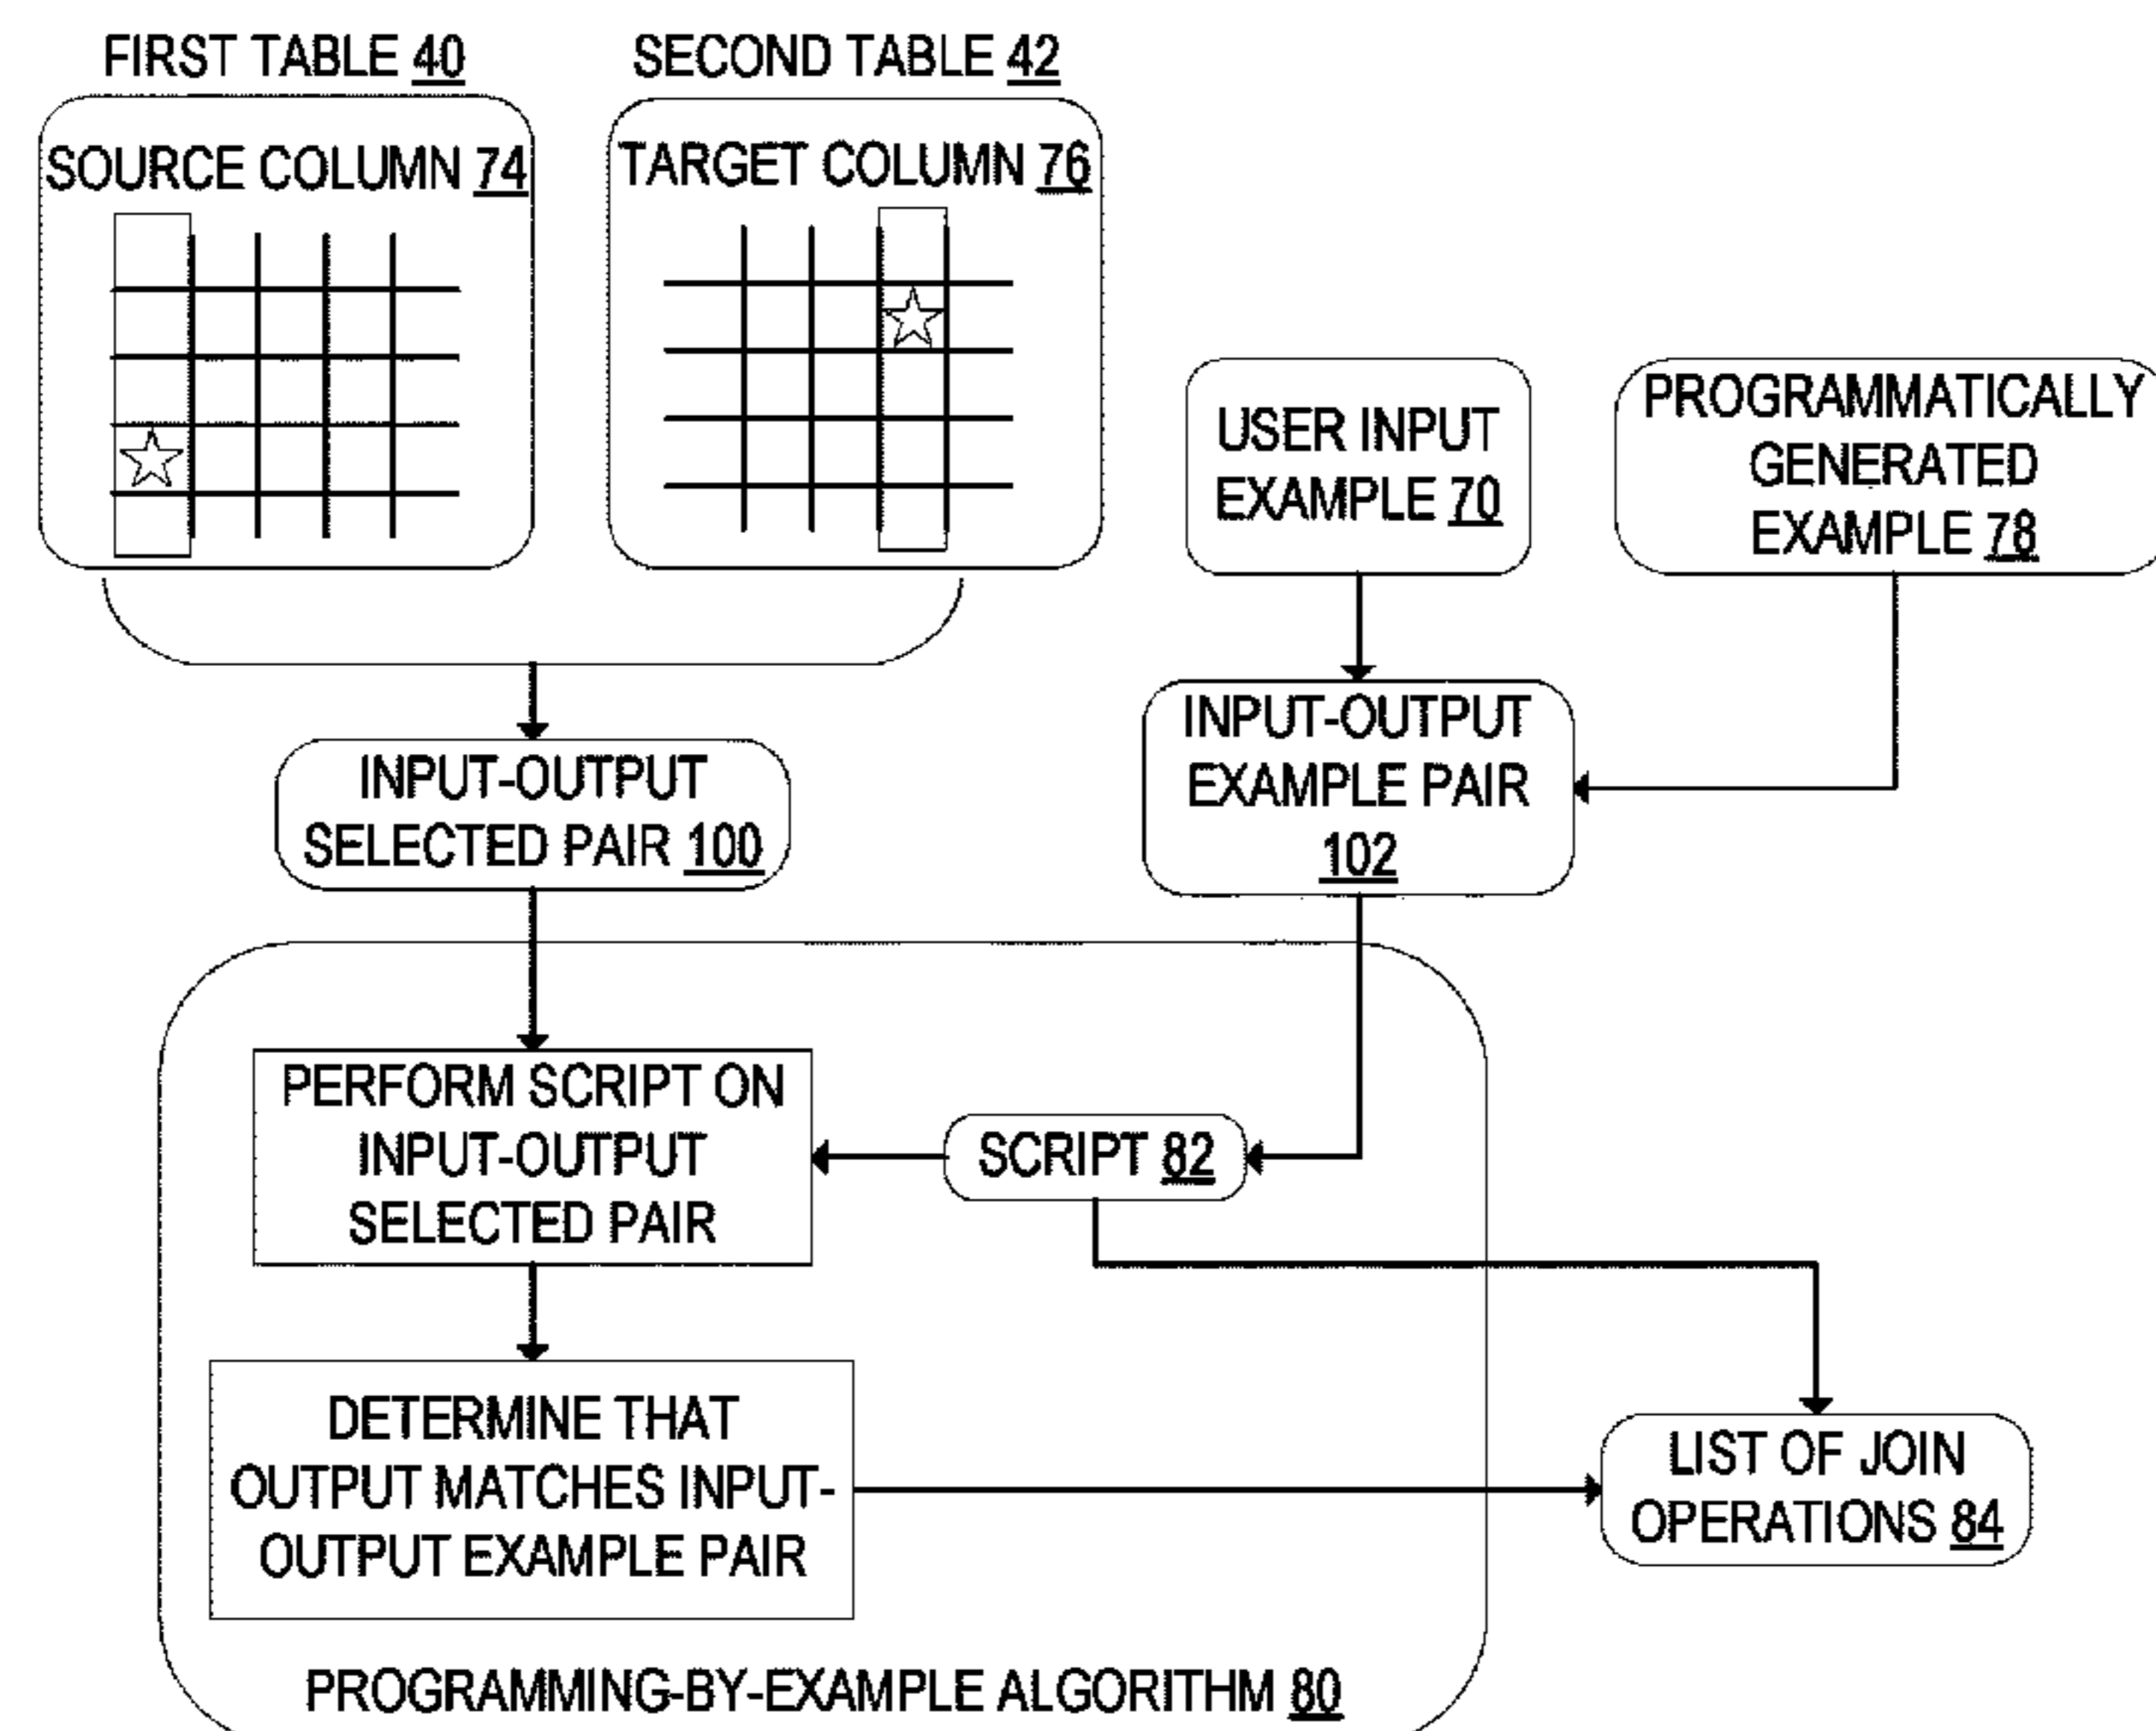 FIRST TABLE 40
SECOND TABLE 42
SOURCE COLUMN 74
TARGET COLUMN 76
USER INPUT
EXAMPLE 70
PROGRAMMATICALLY
GENERATED
EXAMPLE 78
INPUT-OUTPUT
SELECTED PAIR 100
INPUT-OUTPUT
EXAMPLE PAIR
102
PERFORM SCRIPT ON
INPUT-OUTPUT
SELECTED PAIR
SCRIPT 82
DETERMINE THAT
OUTPUT MATCHES INPUT-
OUTPUT EXAMPLE PAIR
LIST OF JOIN
OPERATIONS 84
PROGRAMMING-BY-EXAMPLE ALGORITHM 80